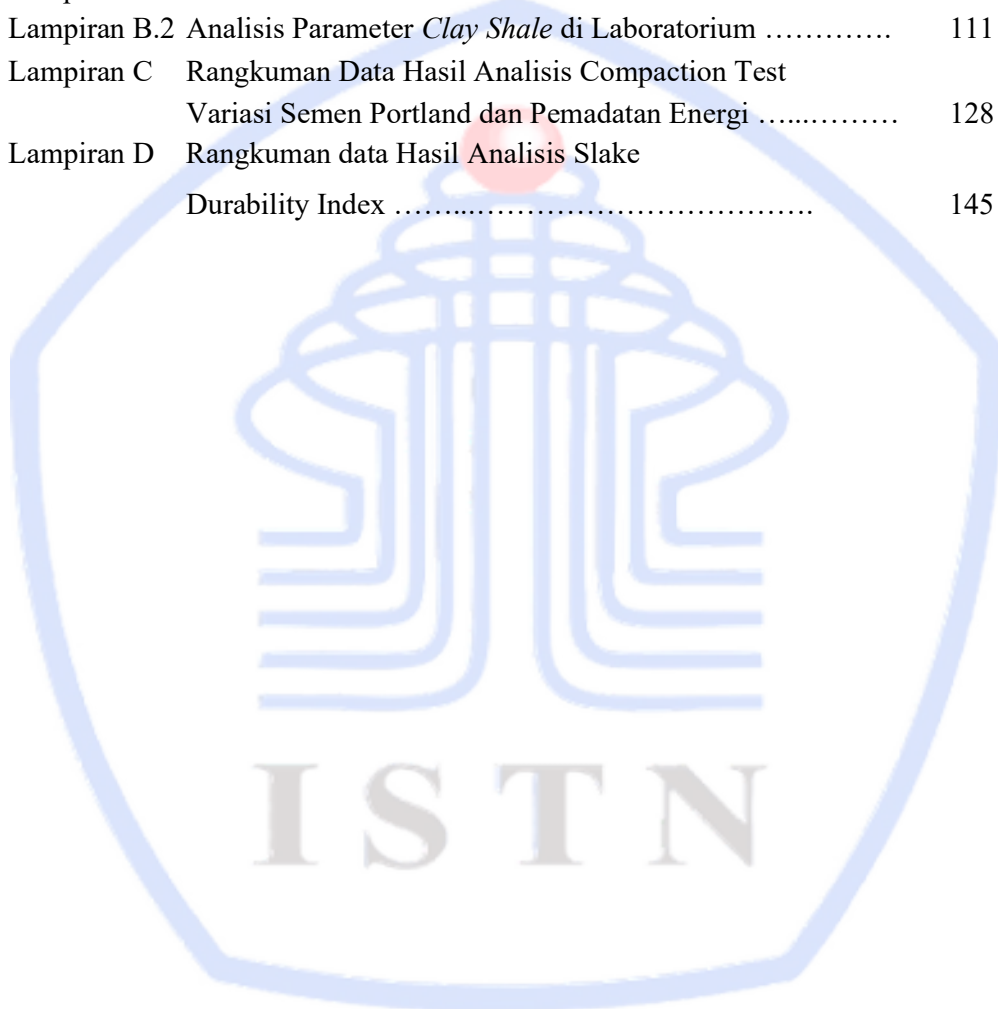 Lampiran B.2 Analisis Parameter Clay Shale di Laboratorium …………. 111
Lampiran C Rangkuman Data Hasil Analisis Compaction Test
Variasi Semen Portland dan Pemadatan Energi …...……… 128
Lampiran D Rangkuman data Hasil Analisis Slake
Durability Index ……...………………………………. 145
ISTN